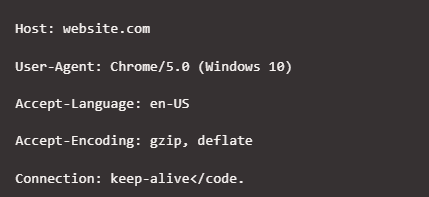 Host: website.com
User-Agent: Chrome/5.0 (Windows 10)
Accept-Language: en-US
Accept-Encoding: gzip, deflate
Connection: keep-alive</code.